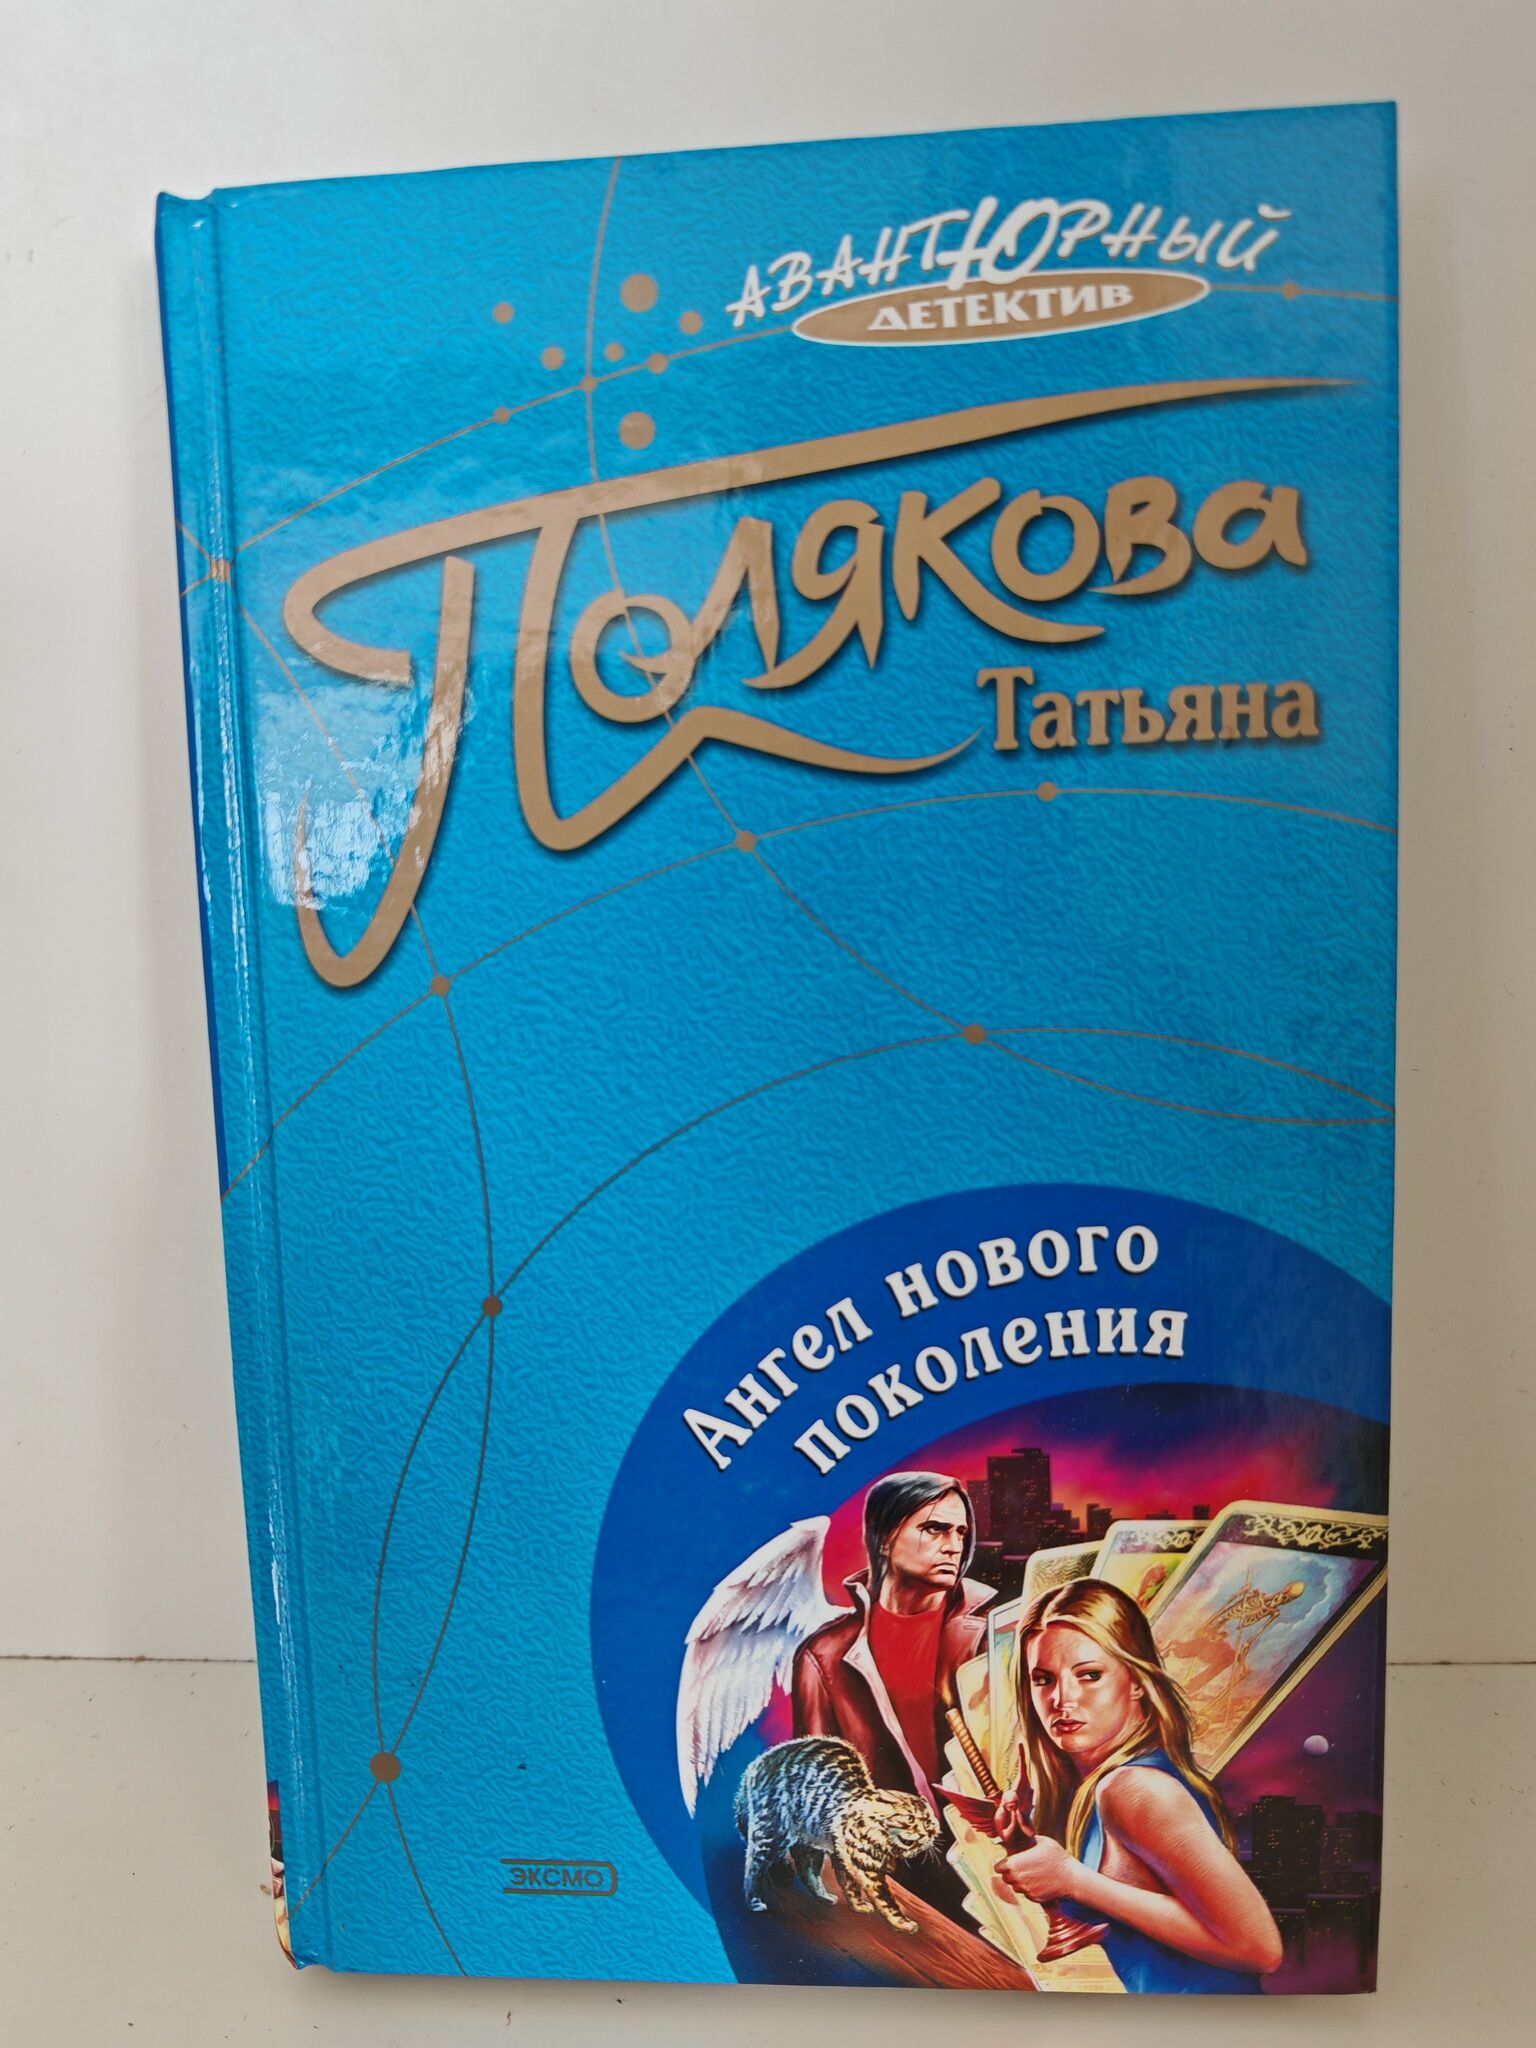 АВАНТЮРНЫЙ
ДЕТЕКТИВ
Полякова
Татьяна
Ангел нового
поколения
ЭКСМО